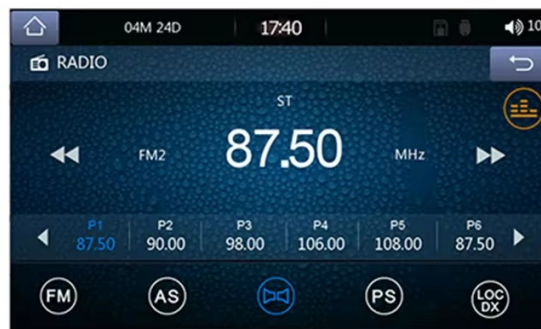 04M 24D 17:40 10
RADIO
ST
FM2 87.50 MHz
P1 P2 P3 P4 P5 P6
87.50 90.00 98.00 106.00 108.00 87.50
FM AS PS LOC
DX